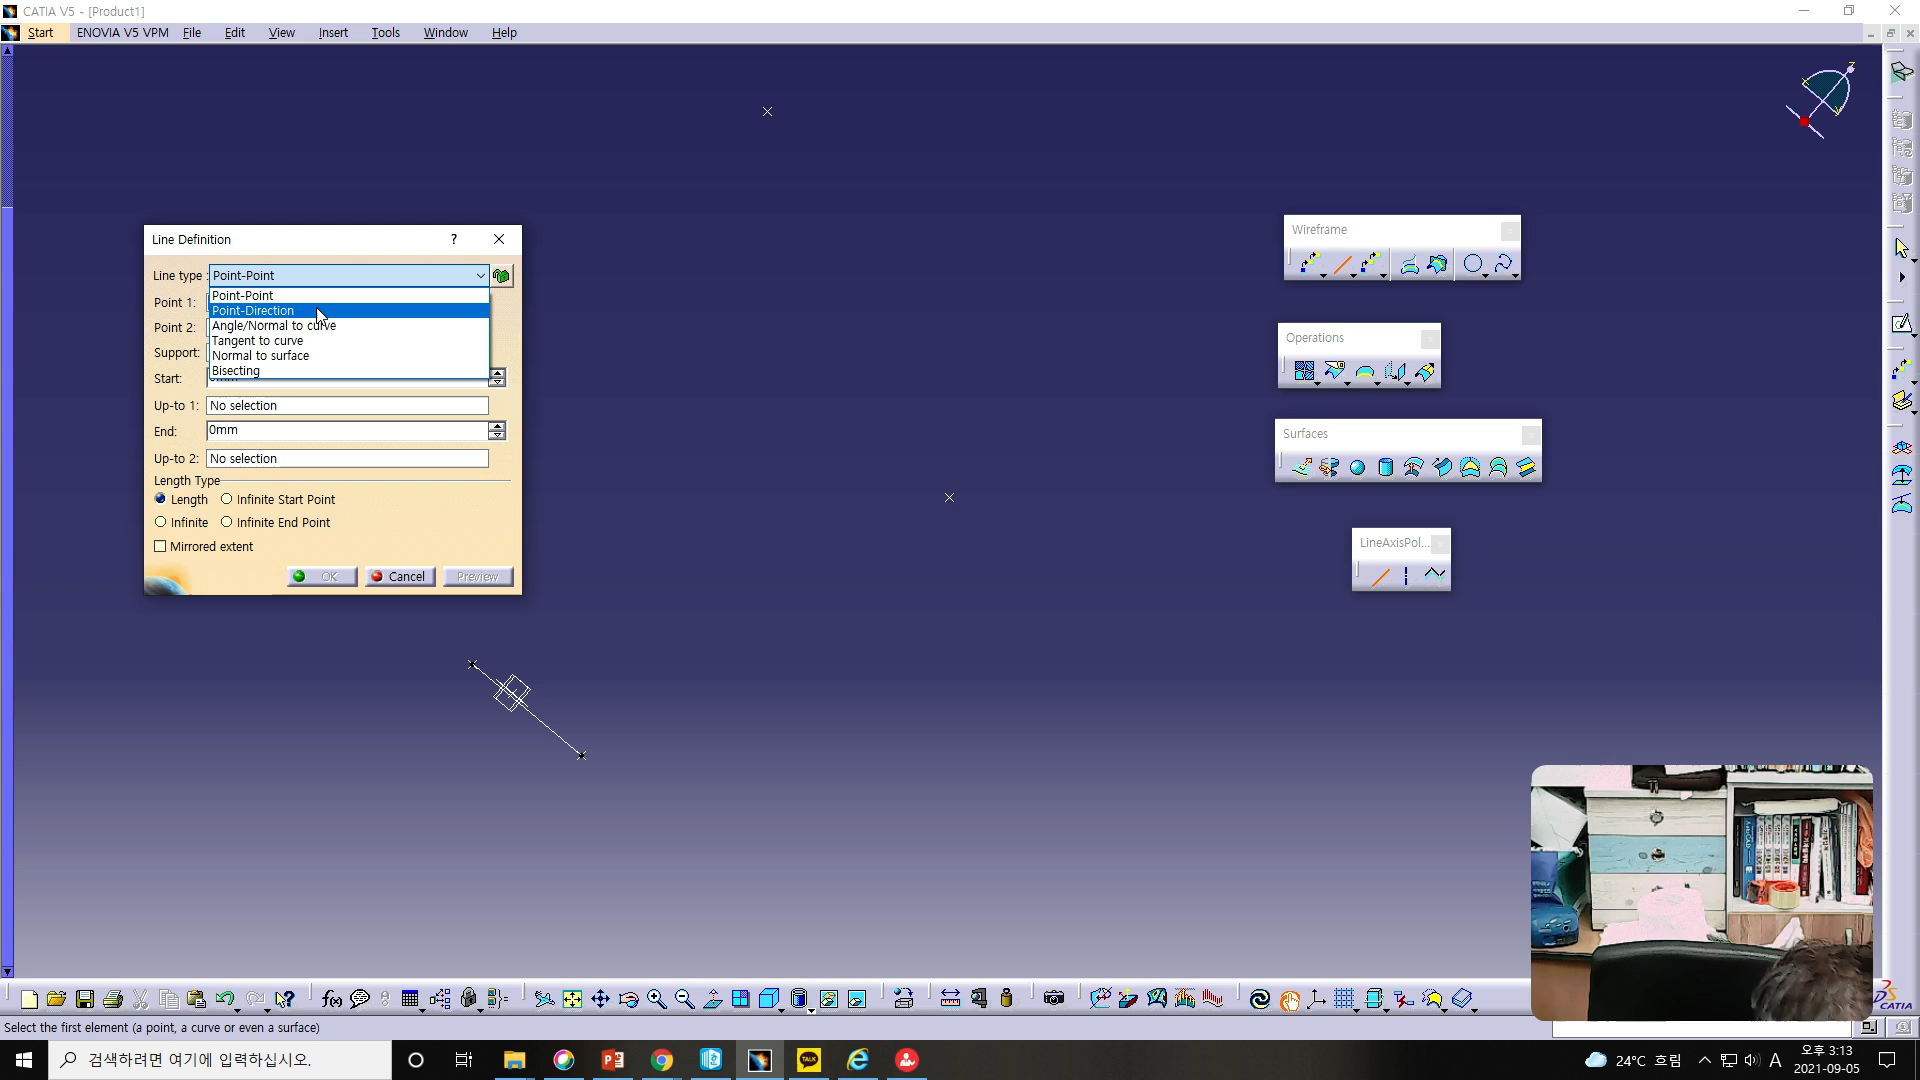 CATIA V5 - [Product1]
Start ENOVIA V5 VPM File Edit View Insert Tools Window Help
Line Definition ?
Line type : Point-Point
Point-Point
Point-Direction
Angle/Normal to curve
Tangent to curve
Normal to surface
Bisecting
Point 1:
Point 2:
Support:
Start:
Up-to 1: No selection
End: 0mm
Up-to 2: No selection
Length Type
Length Infinite Start Point
Infinite Infinite End Point
Mirrored extent
OK Cancel Preview
Wireframe
Operations
Surfaces
LineAxisPol...
z
f(x)
CATIA
Select the first element (a point, a curve or even a surface)
검색하려면 여기에 입력하십시오.
TALK
24°C 흐림
A
오후 3:13
2021-09-05